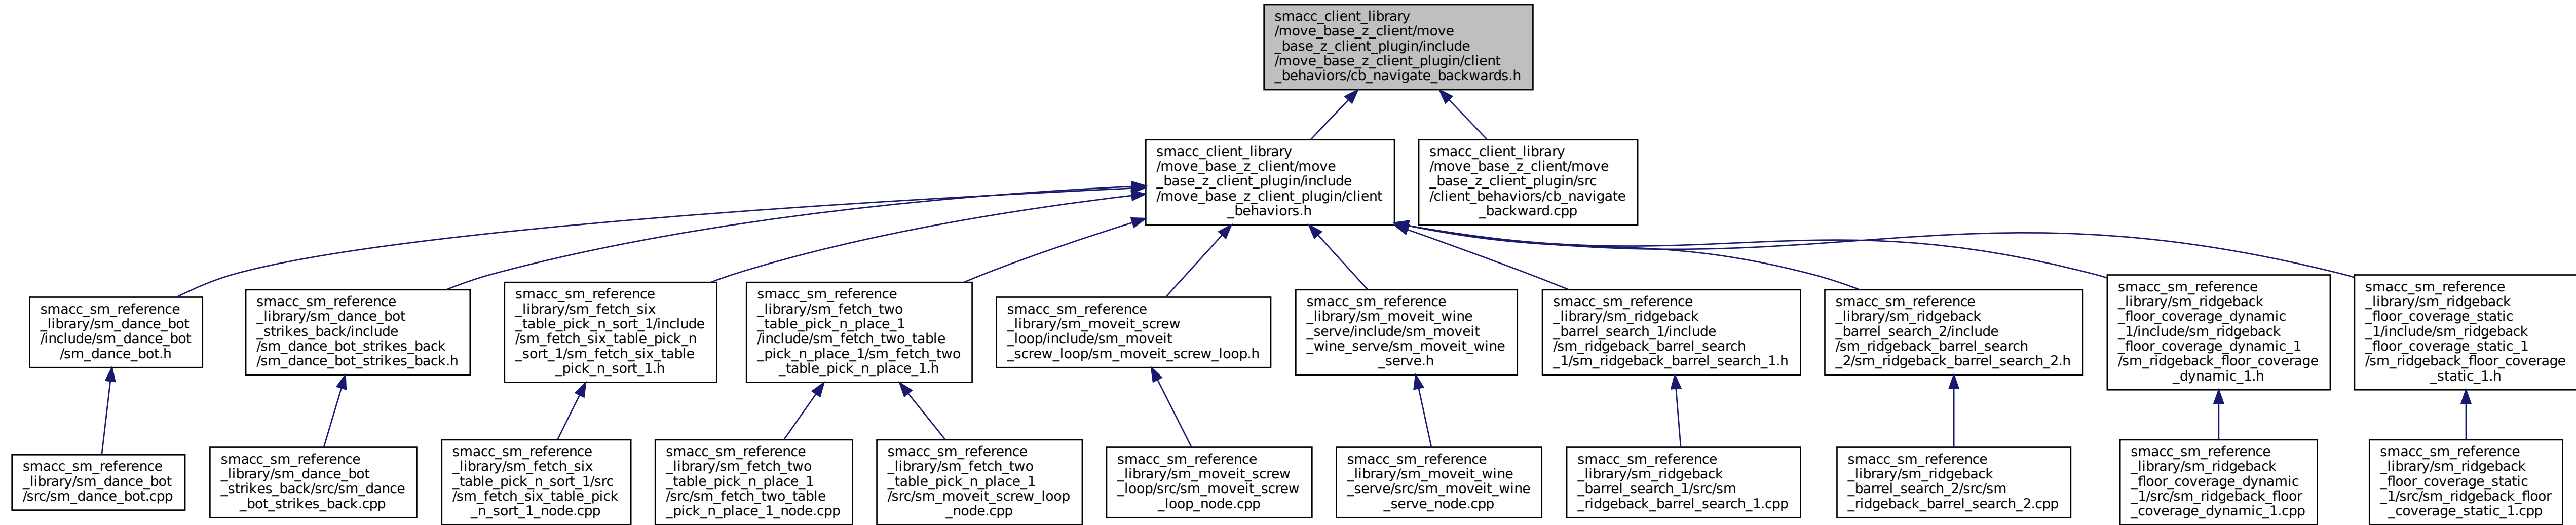 smacc_client_library
/move_base_z_client/move
_base_z_client_plugin/include
/move_base_z_client_plugin/client
_behaviors/cb_navigate_backwards.h
smacc_client_library
/move_base_z_client/move
_base_z_client_plugin/include
/move_base_z_client_plugin/client
_behaviors.h
smacc_client_library
/move_base_z_client/move
_base_z_client_plugin/src
/client_behaviors/cb_navigate
_backward.cpp
smacc_sm_reference
_library/sm_dance_bot
/include/sm_dance_bot
/sm_dance_bot.h
smacc_sm_reference
_library/sm_dance_bot
_strikes_back/include
/sm_dance_bot_strikes_back
/sm_dance_bot_strikes_back.h
smacc_sm_reference
_library/sm_fetch_six
_table_pick_n_sort_1/include
/sm_fetch_six_table_pick_n
_sort_1/sm_fetch_six_table
_pick_n_sort_1.h
smacc_sm_reference
_library/sm_fetch_two
_table_pick_n_place_1
/include/sm_fetch_two_table
_pick_n_place_1/sm_fetch_two
_table_pick_n_place_1.h
smacc_sm_reference
_library/sm_moveit_screw
_loop/include/sm_moveit
_screw_loop/sm_moveit_screw_loop.h
smacc_sm_reference
_library/sm_moveit_wine
_serve/include/sm_moveit
_wine_serve/sm_moveit_wine
_serve.h
smacc_sm_reference
_library/sm_ridgeback
_barrel_search_1/include
/sm_ridgeback_barrel_search
_1/sm_ridgeback_barrel_search_1.h
smacc_sm_reference
_library/sm_ridgeback
_barrel_search_2/include
/sm_ridgeback_barrel_search
_2/sm_ridgeback_barrel_search_2.h
smacc_sm_reference
_library/sm_ridgeback
_floor_coverage_dynamic
_1/include/sm_ridgeback
_floor_coverage_dynamic_1
/sm_ridgeback_floor_coverage
_dynamic_1.h
smacc_sm_reference
_library/sm_ridgeback
_floor_coverage_static
_1/include/sm_ridgeback
_floor_coverage_static_1
/sm_ridgeback_floor_coverage
_static_1.h
smacc_sm_reference
_library/sm_dance_bot
/src/sm_dance_bot.cpp
smacc_sm_reference
_library/sm_dance_bot
_strikes_back/src/sm_dance
_bot_strikes_back.cpp
smacc_sm_reference
_library/sm_fetch_six
_table_pick_n_sort_1/src
/sm_fetch_six_table_pick
_n_sort_1_node.cpp
smacc_sm_reference
_library/sm_fetch_two
_table_pick_n_place_1
/src/sm_fetch_two_table
_pick_n_place_1_node.cpp
smacc_sm_reference
_library/sm_fetch_two
_table_pick_n_place_1
/src/sm_moveit_screw_loop
_node.cpp
smacc_sm_reference
_library/sm_moveit_screw
_loop/src/sm_moveit_screw
_loop_node.cpp
smacc_sm_reference
_library/sm_moveit_wine
_serve/src/sm_moveit_wine
_serve_node.cpp
smacc_sm_reference
_library/sm_ridgeback
_barrel_search_1/src/sm
_ridgeback_barrel_search_1.cpp
smacc_sm_reference
_library/sm_ridgeback
_barrel_search_2/src/sm
_ridgeback_barrel_search_2.cpp
smacc_sm_reference
_library/sm_ridgeback
_floor_coverage_dynamic
_1/src/sm_ridgeback_floor
_coverage_dynamic_1.cpp
smacc_sm_reference
_library/sm_ridgeback
_floor_coverage_static
_1/src/sm_ridgeback_floor
_coverage_static_1.cpp